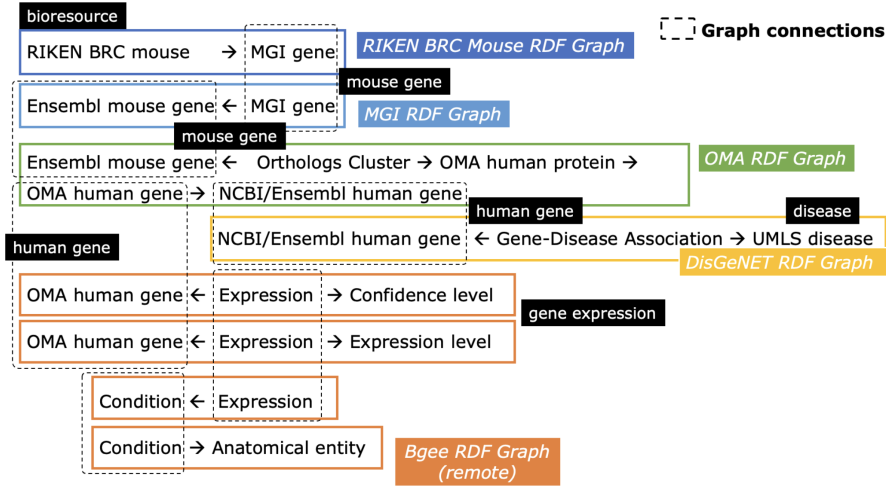 bioresource
Graph connections
RIKEN BRC mouse → MGI gene
RIKEN BRC Mouse RDF Graph
mouse gene
Ensembl mouse gene ← MGI gene
MGI RDF Graph
mouse gene
Ensembl mouse gene ← Orthologs Cluster → OMA human protein →
OMA RDF Graph
OMA human gene → NCBI/Ensembl human gene
human gene
disease
human gene
NCBI/Ensembl human gene ← Gene-Disease Association → UMLS disease
DisGeNET RDF Graph
OMA human gene ← Expression → Confidence level
gene expression
OMA human gene ← Expression → Expression level
Condition ← Expression
Condition → Anatomical entity
Bgee RDF Graph
(remote)